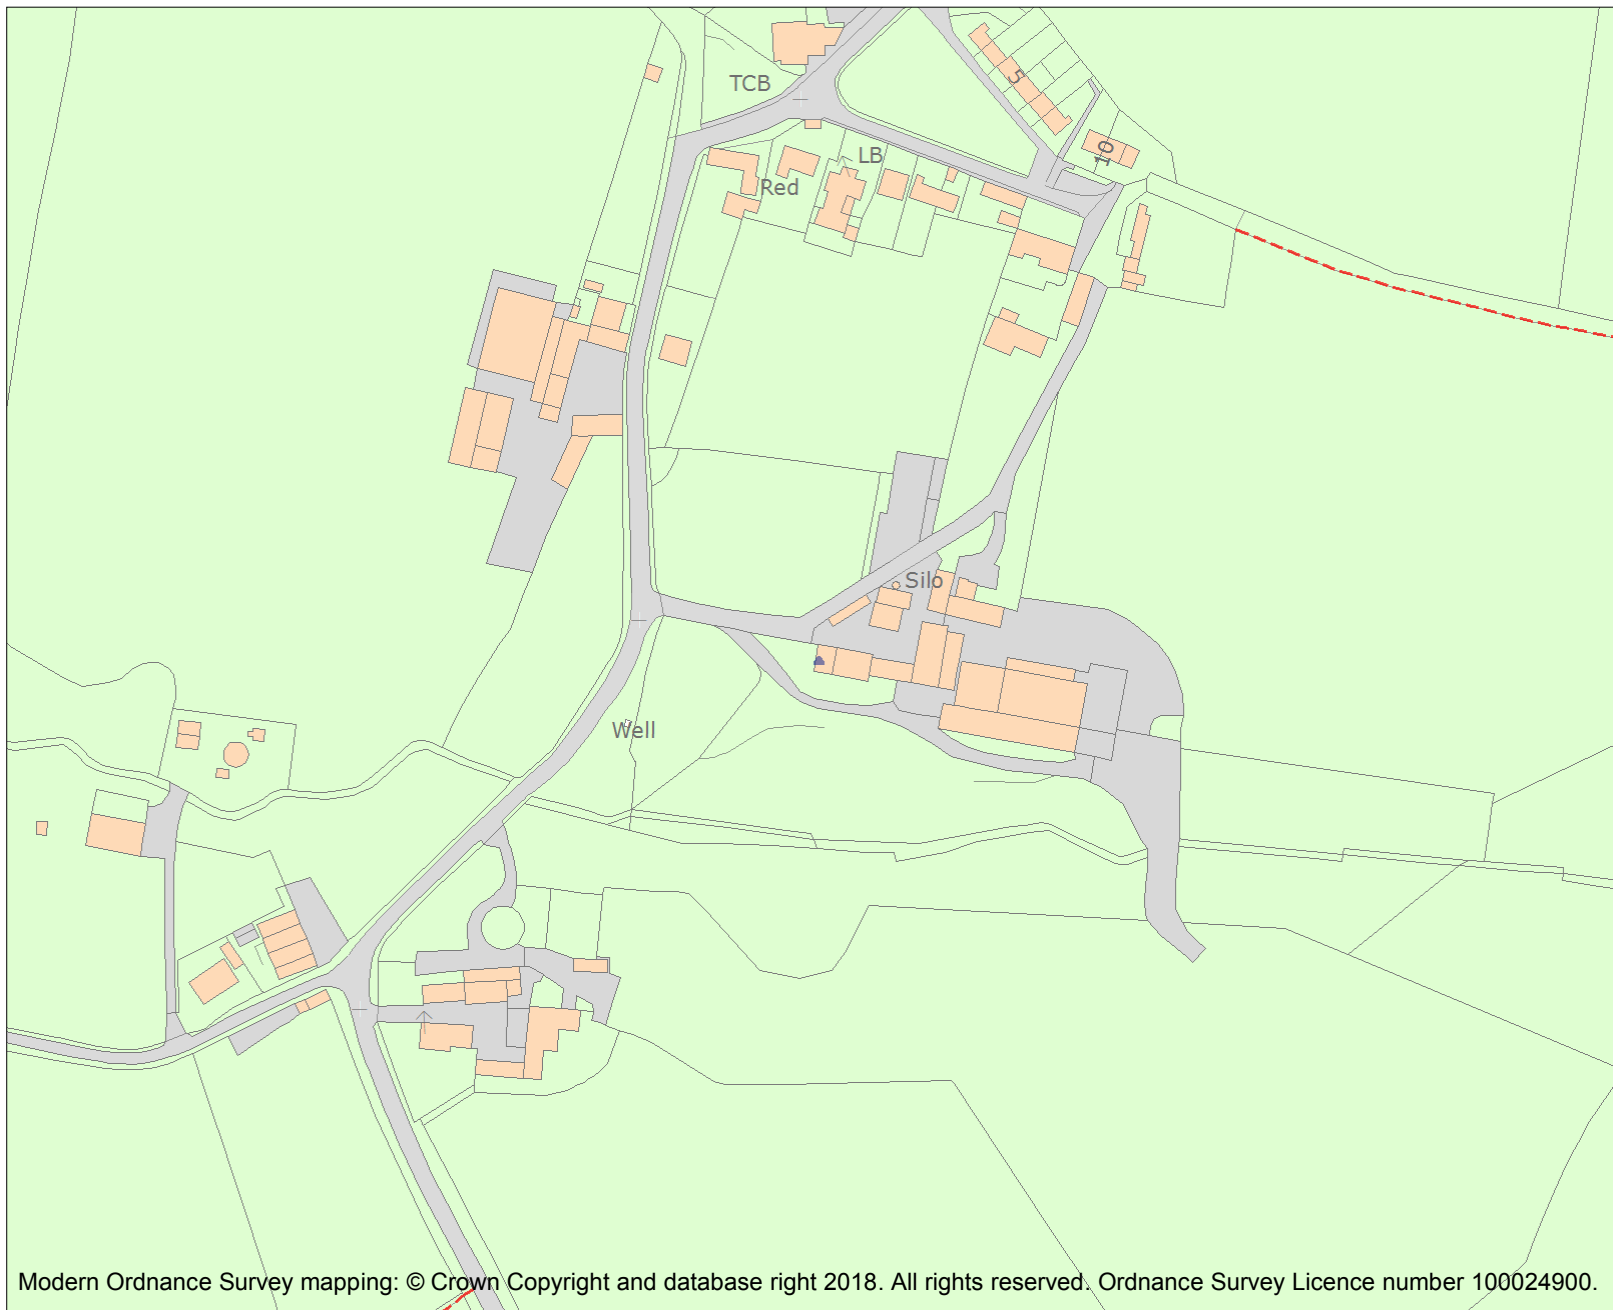 5
TCB
10
LB
Red
Silo
Well
Modern Ordnance Survey mapping: © Crown Copyright and database right 2018. All rights reserved. Ordnance Survey Licence number 100024900.